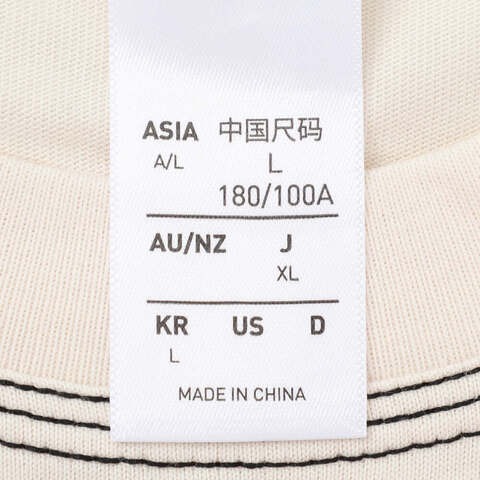 ASIA 中国尺码
A/L L
180/100A
AU/NZ J
XL
KR US D
L
MADE IN CHINA